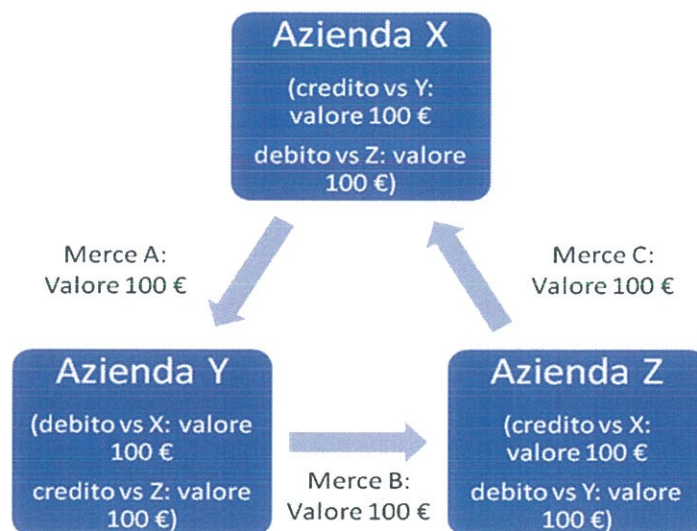 Azienda X
(credito vs Y:
valore 100 €
debito vs Z: valore
100 €)
Merce A:
Valore 100 €
Merce C:
Valore 100 €
Azienda Y
(debito vs X: valore
100 €
credito vs Z: valore
100 €)
Merce B:
Valore 100 €
Azienda Z
(credito vs X:
valore 100 €
debito vs Y: valore
100 €)